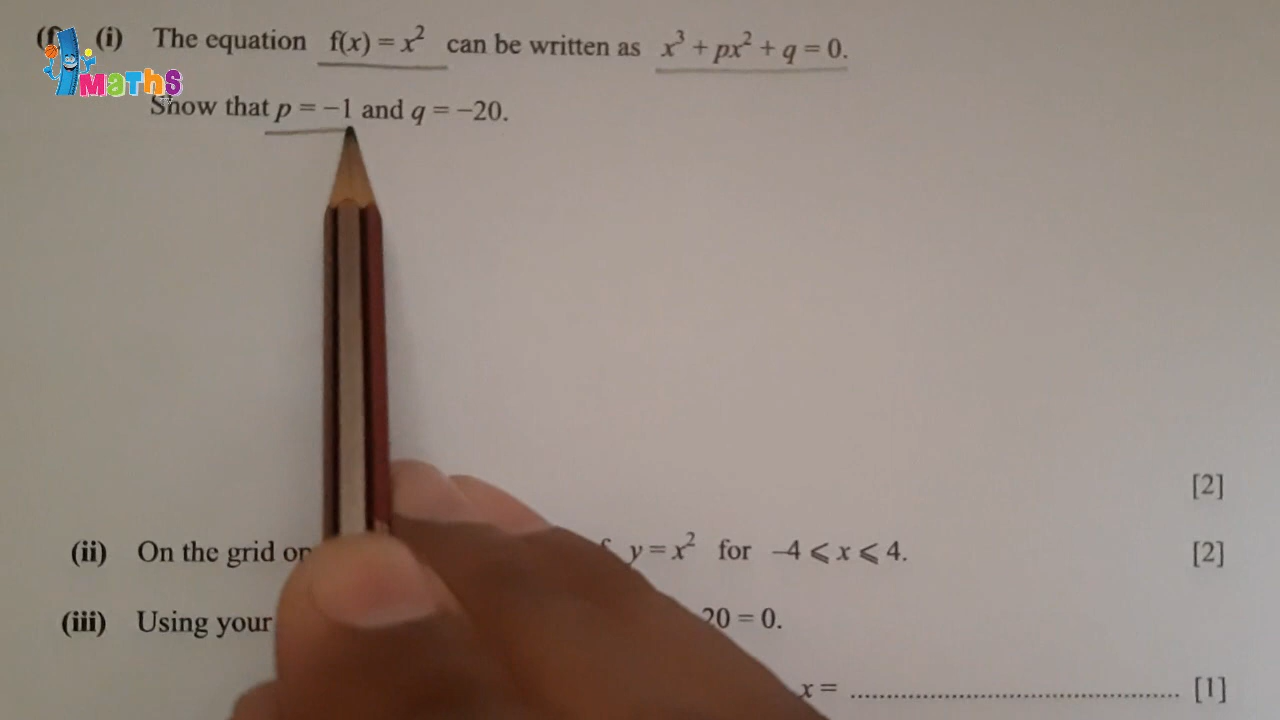 (f) (i) The equation f(x) = x² can be written as x³ + px² + q = 0.
MATHS
Show that p = −1 and q = −20.
[2]
(ii) On the grid y = x² for −4 ⩽ x ⩽ 4. [2]
(iii) Using your 20 = 0.
x = ............................................ [1]